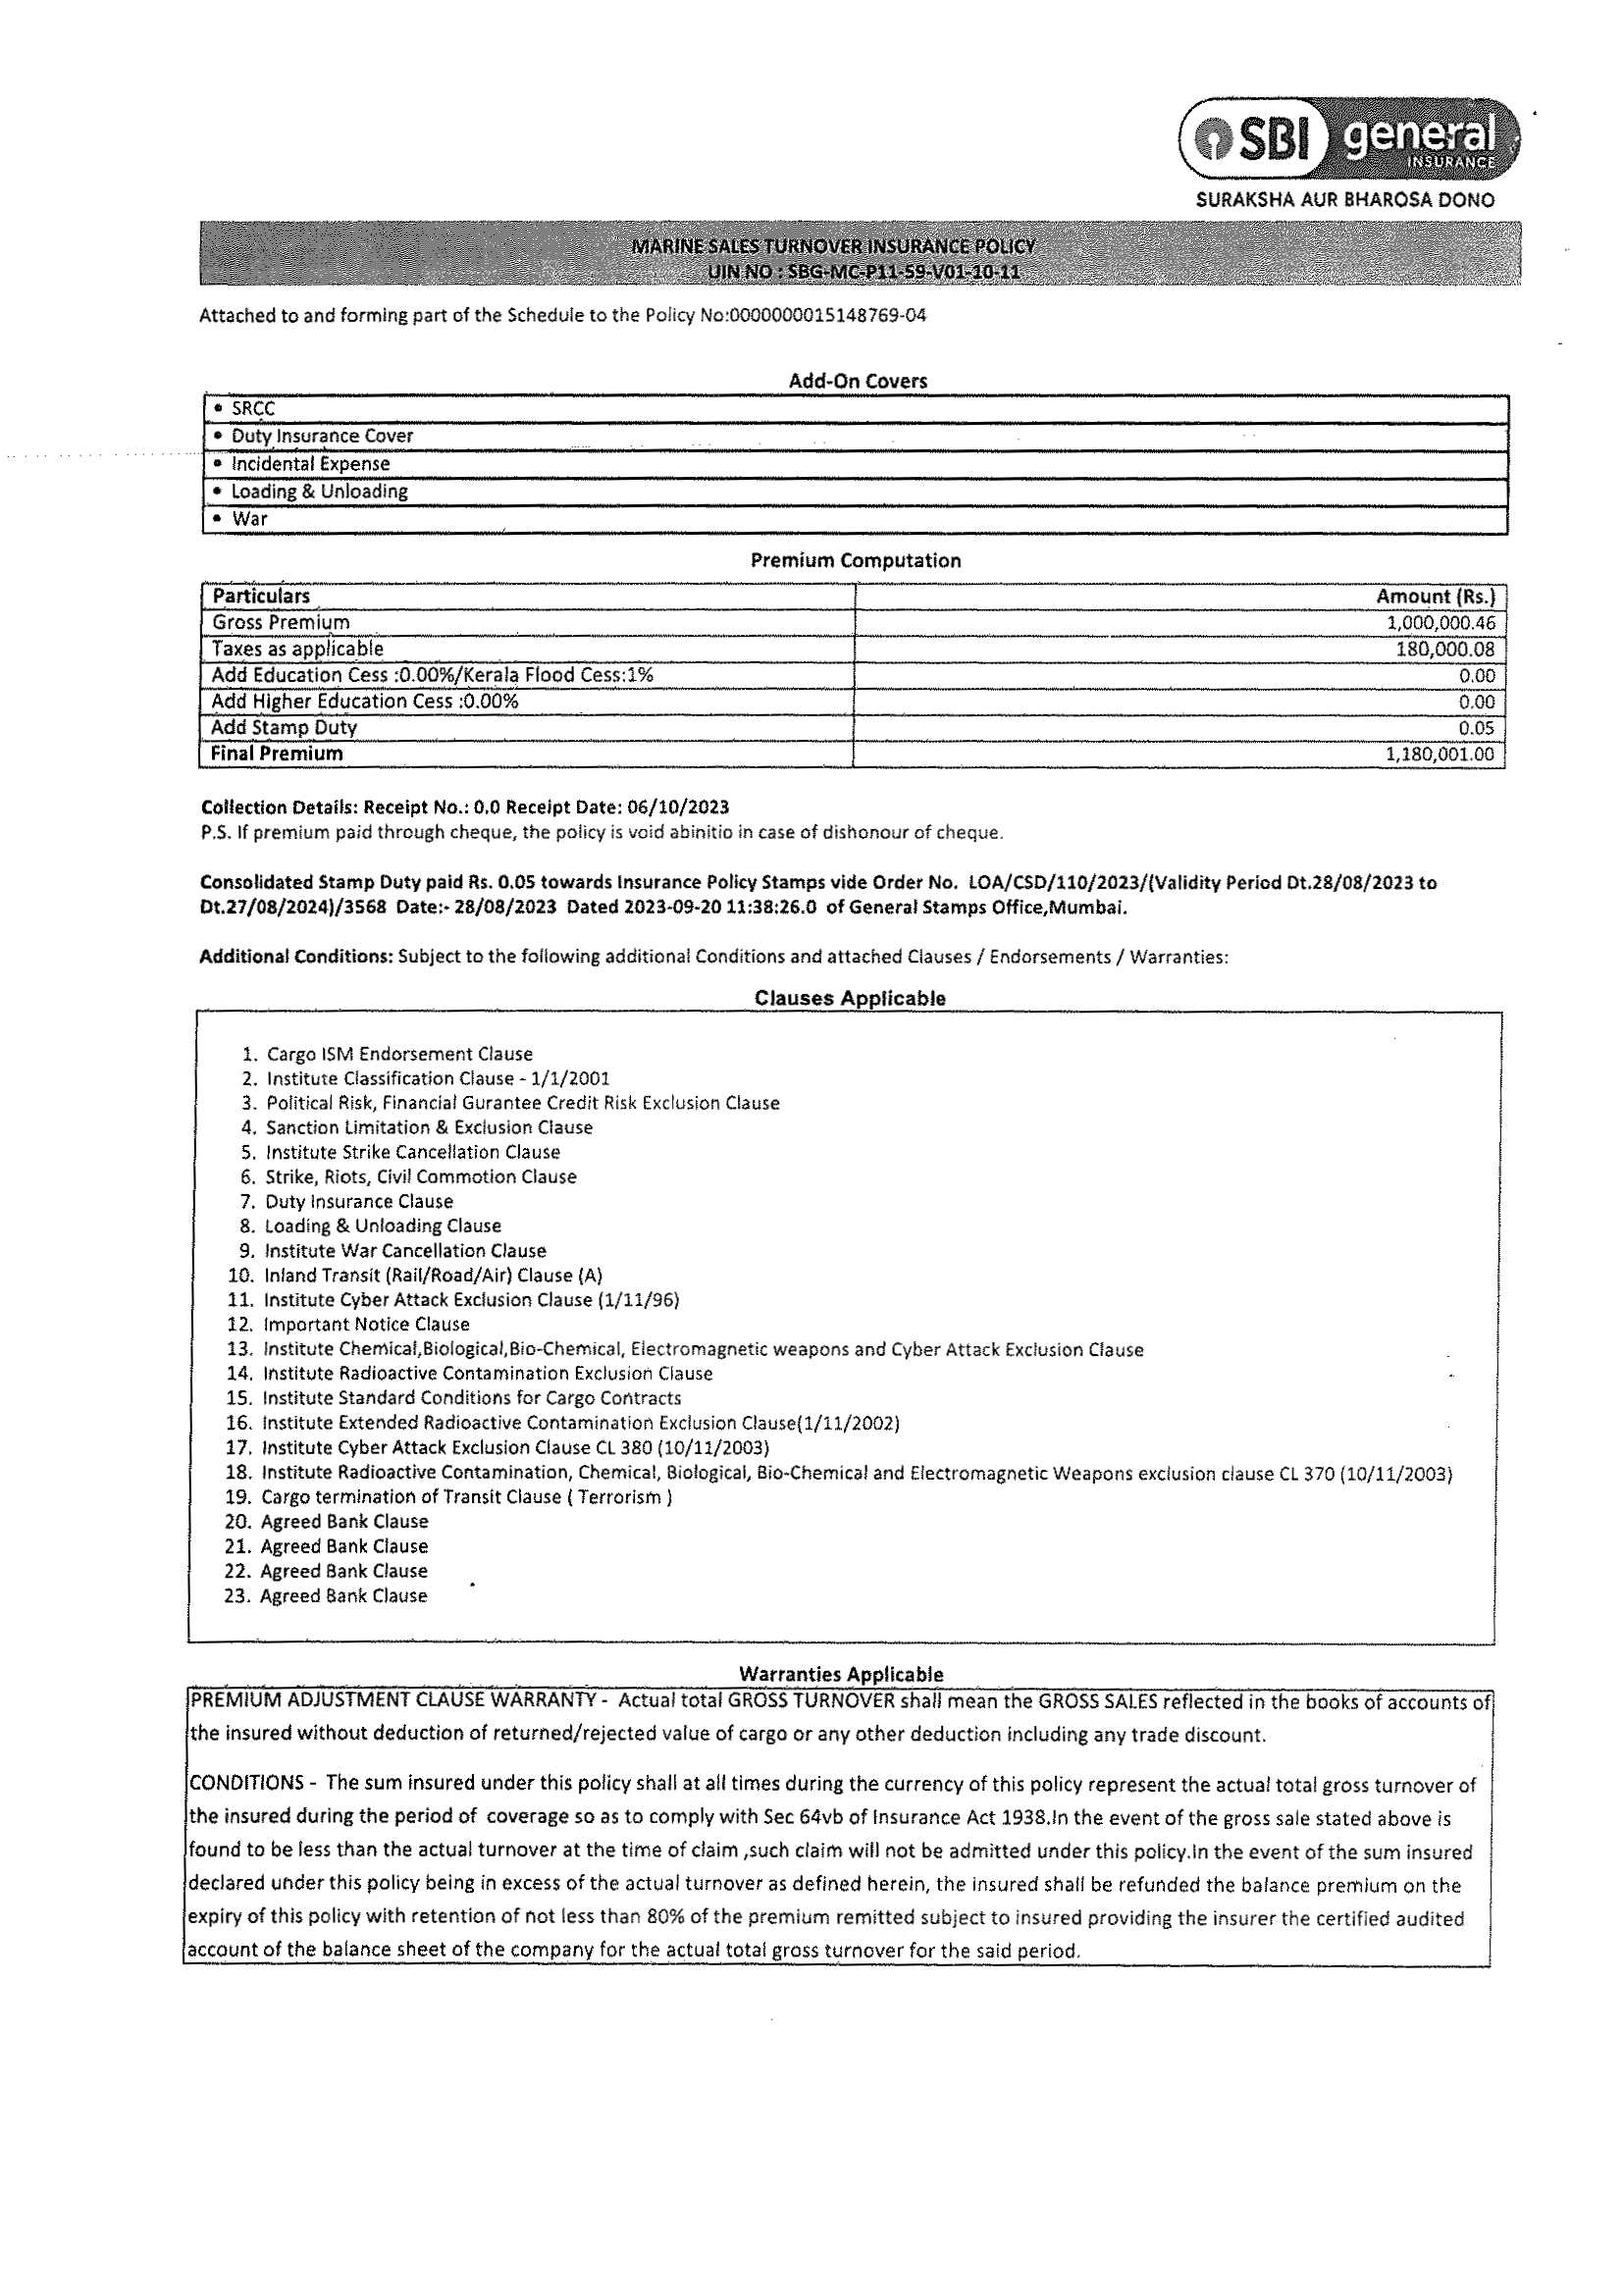 SBI general
INSURANCE
SURAKSHA AUR BHAROSA DONO
MARINE SALES TURNOVER INSURANCE POLICY
UIN NO : SBG-MC-P11-59-V01-10-11
Attached to and forming part of the Schedule to the Policy No:0000000015148769-04
Add-On Covers
• SRCC
• Duty Insurance Cover
• Incidental Expense
• Loading & Unloading
• War
Premium Computation
Particulars Amount (Rs.)
Gross Premium 1,000,000.46
Taxes as applicable 180,000.08
Add Education Cess :0.00%/Kerala Flood Cess:1% 0.00
Add Higher Education Cess :0.00% 0.00
Add Stamp Duty 0.05
Final Premium 1,180,001.00
Collection Details: Receipt No.: 0.0 Receipt Date: 06/10/2023
P.S. If premium paid through cheque, the policy is void abinitio in case of dishonour of cheque.
Consolidated Stamp Duty paid Rs. 0.05 towards Insurance Policy Stamps vide Order No. LOA/CSD/110/2023/(Validity Period Dt.28/08/2023 to
Dt.27/08/2024)/3568 Date:- 28/08/2023 Dated 2023-09-20 11:38:26.0 of General Stamps Office,Mumbai.
Additional Conditions: Subject to the following additional Conditions and attached Clauses / Endorsements / Warranties:
Clauses Applicable
1. Cargo ISM Endorsement Clause
2. Institute Classification Clause - 1/1/2001
3. Political Risk, Financial Gurantee Credit Risk Exclusion Clause
4. Sanction Limitation & Exclusion Clause
5. Institute Strike Cancellation Clause
6. Strike, Riots, Civil Commotion Clause
7. Duty Insurance Clause
8. Loading & Unloading Clause
9. Institute War Cancellation Clause
10. Inland Transit (Rail/Road/Air) Clause (A)
11. Institute Cyber Attack Exclusion Clause (1/11/96)
12. Important Notice Clause
13. Institute Chemical,Biological,Bio-Chemical, Electromagnetic weapons and Cyber Attack Exclusion Clause
14. Institute Radioactive Contamination Exclusion Clause
15. Institute Standard Conditions for Cargo Contracts
16. Institute Extended Radioactive Contamination Exclusion Clause(1/11/2002)
17. Institute Cyber Attack Exclusion Clause CL 380 (10/11/2003)
18. Institute Radioactive Contamination, Chemical, Biological, Bio-Chemical and Electromagnetic Weapons exclusion clause CL 370 (10/11/2003)
19. Cargo termination of Transit Clause ( Terrorism )
20. Agreed Bank Clause
21. Agreed Bank Clause
22. Agreed Bank Clause
23. Agreed Bank Clause
Warranties Applicable
PREMIUM ADJUSTMENT CLAUSE WARRANTY - Actual total GROSS TURNOVER shall mean the GROSS SALES reflected in the books of accounts of
the insured without deduction of returned/rejected value of cargo or any other deduction including any trade discount.
CONDITIONS - The sum insured under this policy shall at all times during the currency of this policy represent the actual total gross turnover of
the insured during the period of coverage so as to comply with Sec 64vb of Insurance Act 1938.In the event of the gross sale stated above is
found to be less than the actual turnover at the time of claim ,such claim will not be admitted under this policy.In the event of the sum insured
declared under this policy being in excess of the actual turnover as defined herein, the insured shall be refunded the balance premium on the
expiry of this policy with retention of not less than 80% of the premium remitted subject to insured providing the insurer the certified audited
account of the balance sheet of the company for the actual total gross turnover for the said period.